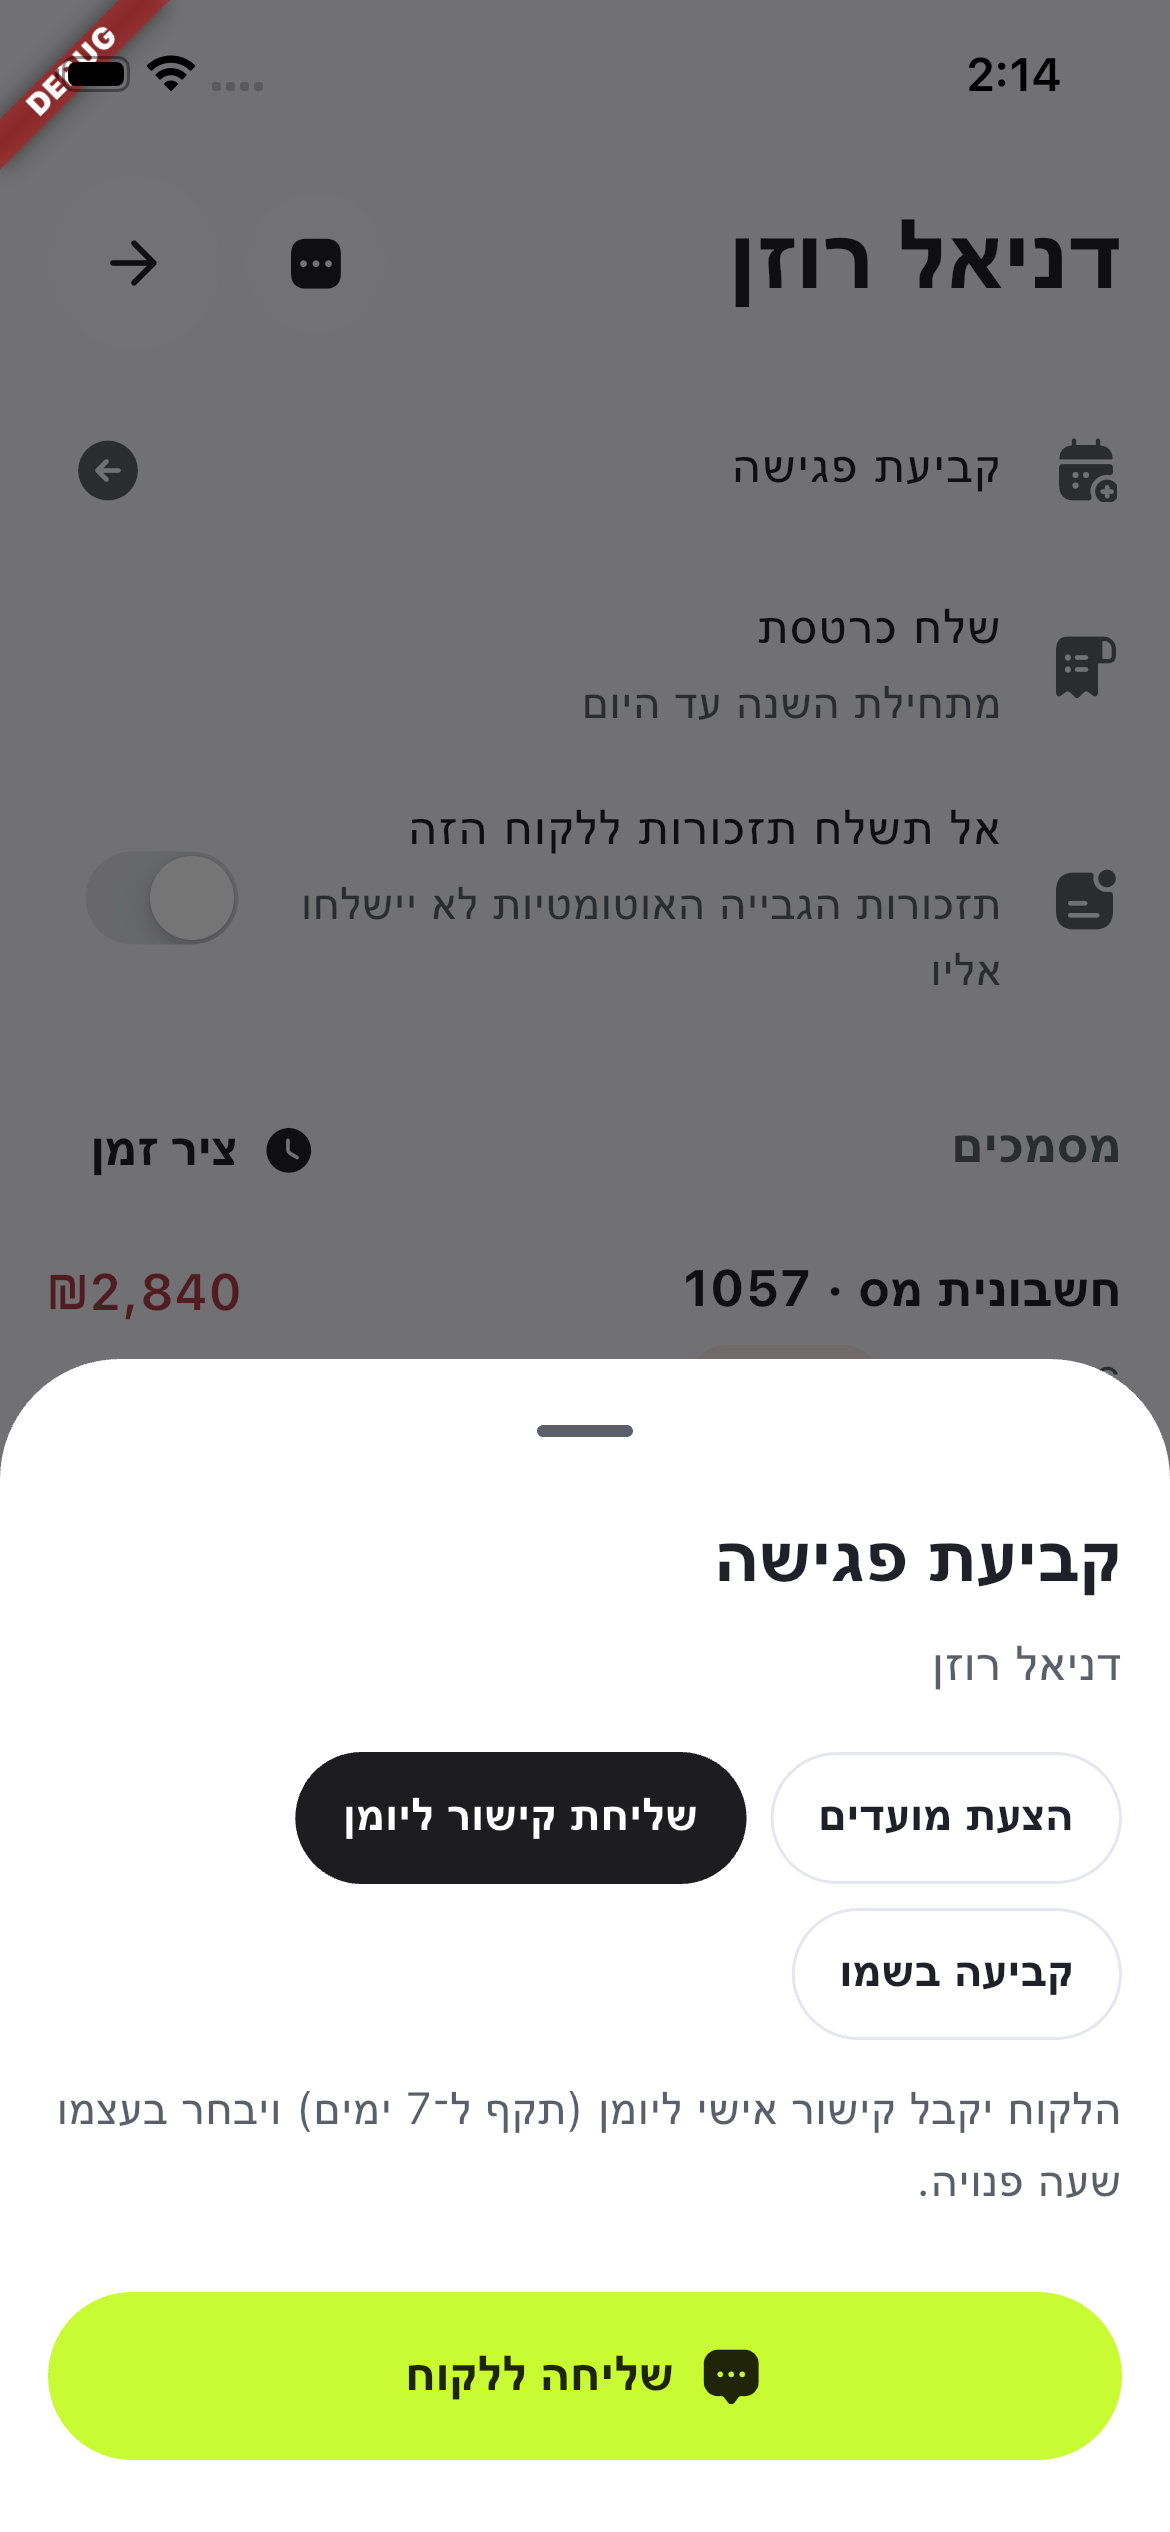 DEBUG
2:14
דניאל רוזן
קביעת פגישה
שלח כרטסת
מתחילת השנה עד היום
אל תשלח תזכורות ללקוח הזה
תזכורות הגבייה האוטומטיות לא יישלחו
אליו
מסמכים
ציר זמן
חשבונית מס · 1057
₪2,840
קביעת פגישה
דניאל רוזן
הצעת מועדים
שליחת קישור ליומן
קביעה בשמו
הלקוח יקבל קישור אישי ליומן (תקף ל־7 ימים) ויבחר בעצמו
שעה פנויה.
שליחה ללקוח